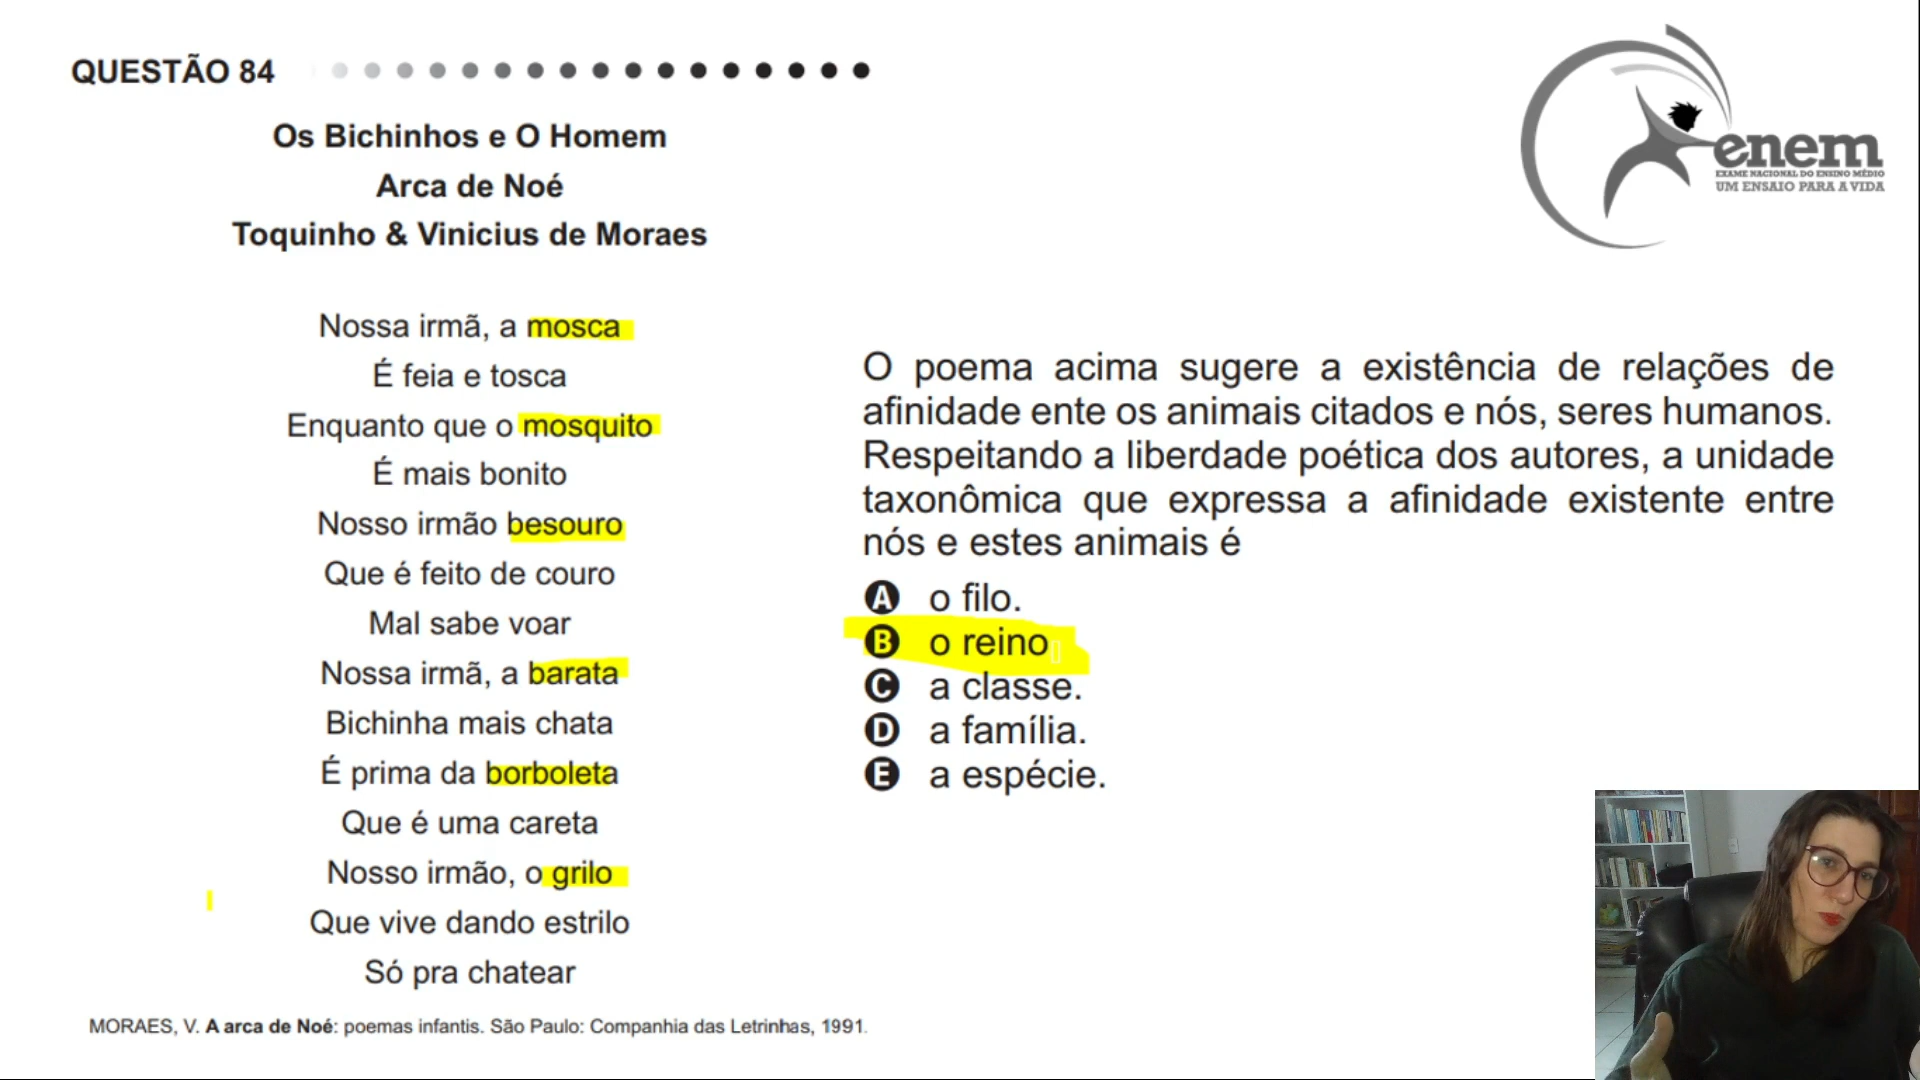 QUESTÃO 84
Os Bichinhos e O Homem
Arca de Noé
Toquinho & Vinicius de Moraes
Nossa irmã, a mosca
É feia e tosca
Enquanto que o mosquito
É mais bonito
Nosso irmão besouro
Que é feito de couro
Mal sabe voar
Nossa irmã, a barata
Bichinha mais chata
É prima da borboleta
Que é uma careta
Nosso irmão, o grilo
Que vive dando estrilo
Só pra chatear
MORAES, V. A arca de Noé: poemas infantis. São Paulo: Companhia das Letrinhas, 1991.
enem
EXAME NACIONAL DO ENSINO MÉDIO
UM ENSAIO PARA A VIDA
O poema acima sugere a existência de relações de
afinidade ente os animais citados e nós, seres humanos.
Respeitando a liberdade poética dos autores, a unidade
taxonômica que expressa a afinidade existente entre
nós e estes animais é
A o filo.
B o reino
C a classe.
D a família.
E a espécie.